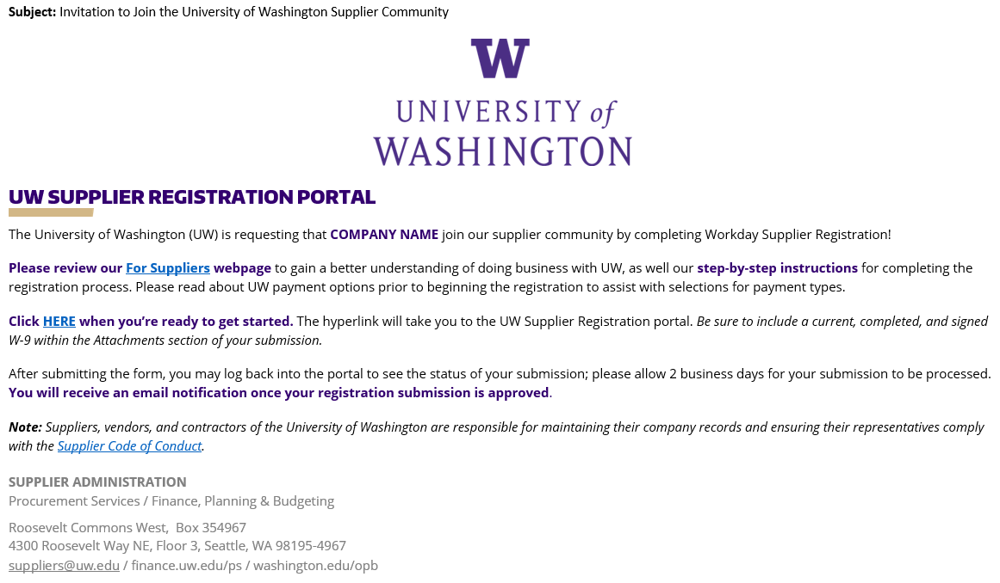 Subject: Invitation to Join the University of Washington Supplier Community
W
UNIVERSITY of
WASHINGTON
UW SUPPLIER REGISTRATION PORTAL
The University of Washington (UW) is requesting that COMPANY NAME join our supplier community by completing Workday Supplier Registration!
Please review our For Suppliers webpage to gain a better understanding of doing business with UW, as well our step-by-step instructions for completing the
registration process. Please read about UW payment options prior to beginning the registration to assist with selections for payment types.
Click HERE when you’re ready to get started. The hyperlink will take you to the UW Supplier Registration portal. Be sure to include a current, completed, and signed
W-9 within the Attachments section of your submission.
After submitting the form, you may log back into the portal to see the status of your submission; please allow 2 business days for your submission to be processed.
You will receive an email notification once your registration submission is approved.
Note: Suppliers, vendors, and contractors of the University of Washington are responsible for maintaining their company records and ensuring their representatives comply
with the Supplier Code of Conduct.
SUPPLIER ADMINISTRATION
Procurement Services / Finance, Planning & Budgeting
Roosevelt Commons West, Box 354967
4300 Roosevelt Way NE, Floor 3, Seattle, WA 98195-4967
suppliers@uw.edu / finance.uw.edu/ps / washington.edu/opb